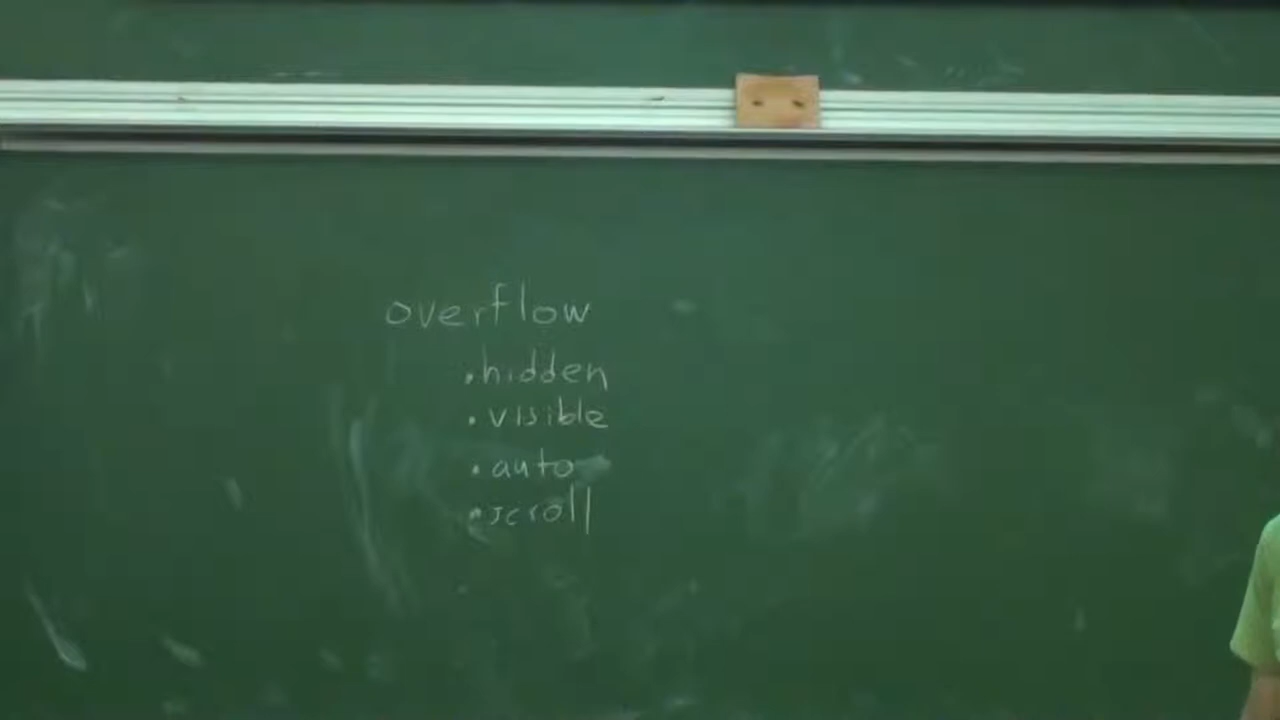 overflow
.hidden
. visible
. auto
.scroll